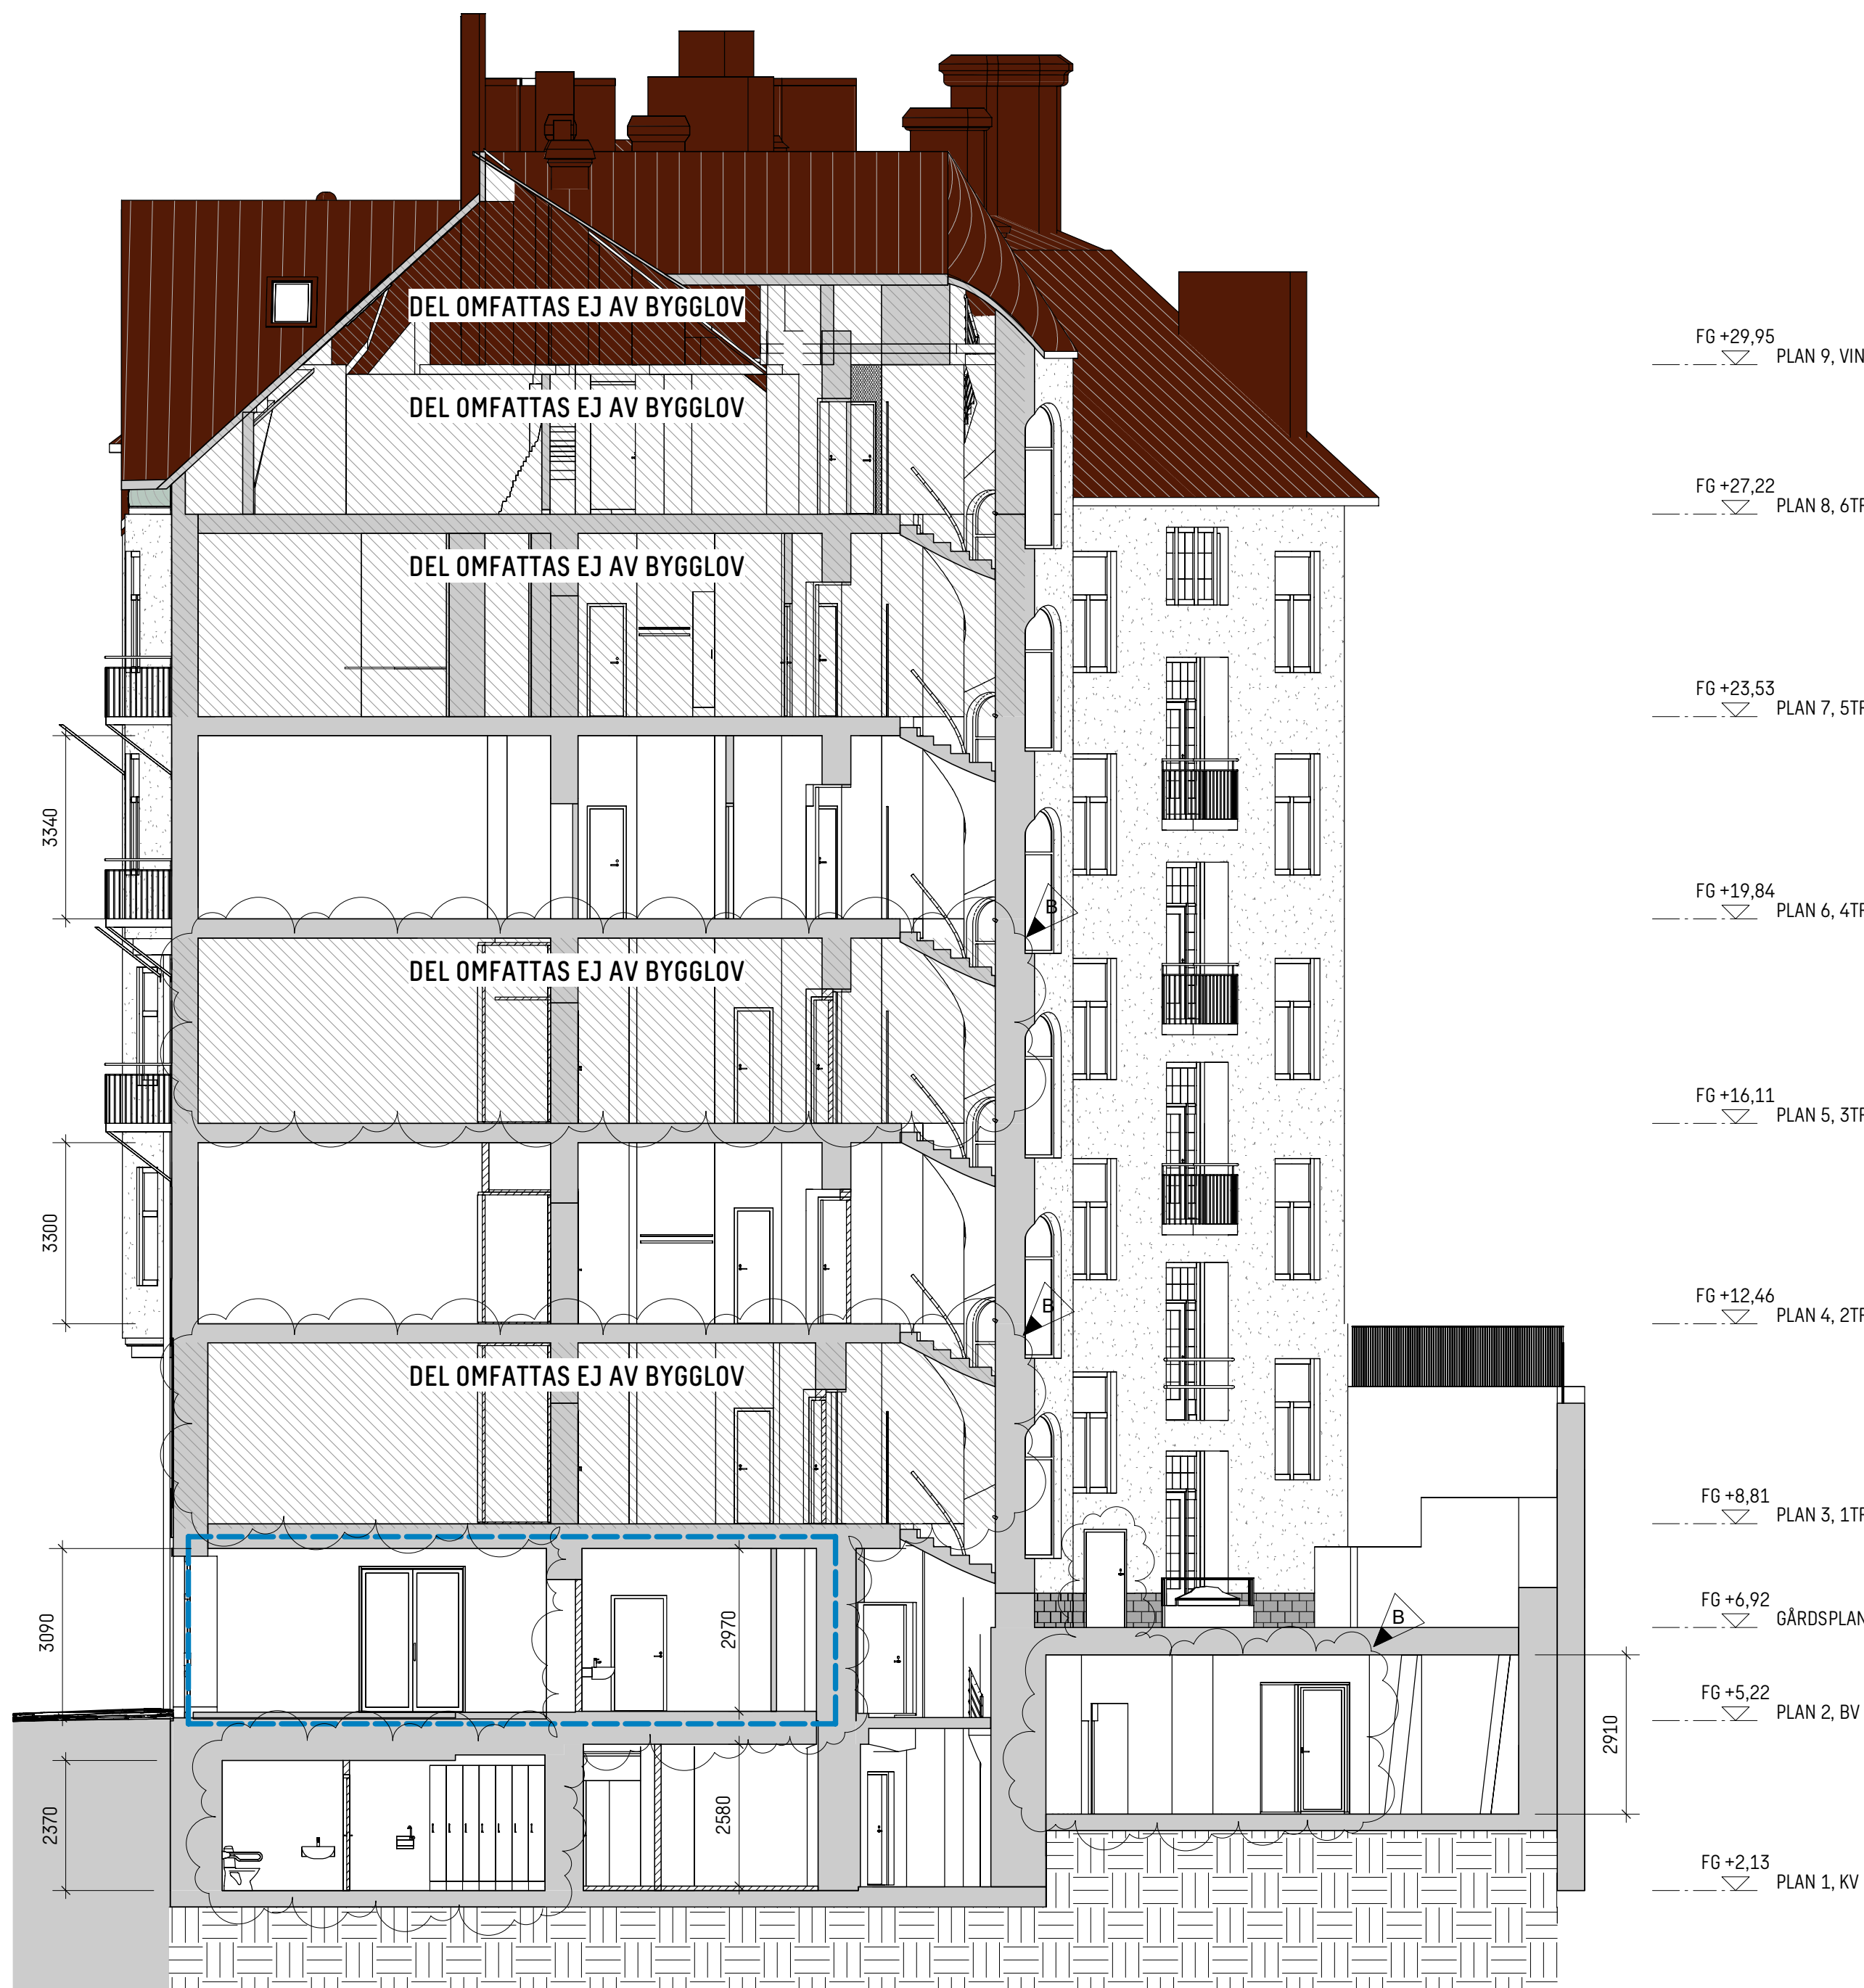 DEL OMFATTAS EJ AV BYGGLOV
FG +29,95
PLAN 9, VIN
DEL OMFATTAS EJ AV BYGGLOV
FG +27,22
PLAN 8, 6TR
DEL OMFATTAS EJ AV BYGGLOV
FG +23,53
PLAN 7, 5TR
3340
FG +19,84
PLAN 6, 4TR
B
DEL OMFATTAS EJ AV BYGGLOV
FG +16,11
PLAN 5, 3TR
3300
FG +12,46
PLAN 4, 2TR
B
DEL OMFATTAS EJ AV BYGGLOV
FG +8,81
PLAN 3, 1TR
3090
2970
FG +6,92
GÅRDSPLAN
B
FG +5,22
PLAN 2, BV
2910
2370
2580
FG +2,13
PLAN 1, KV